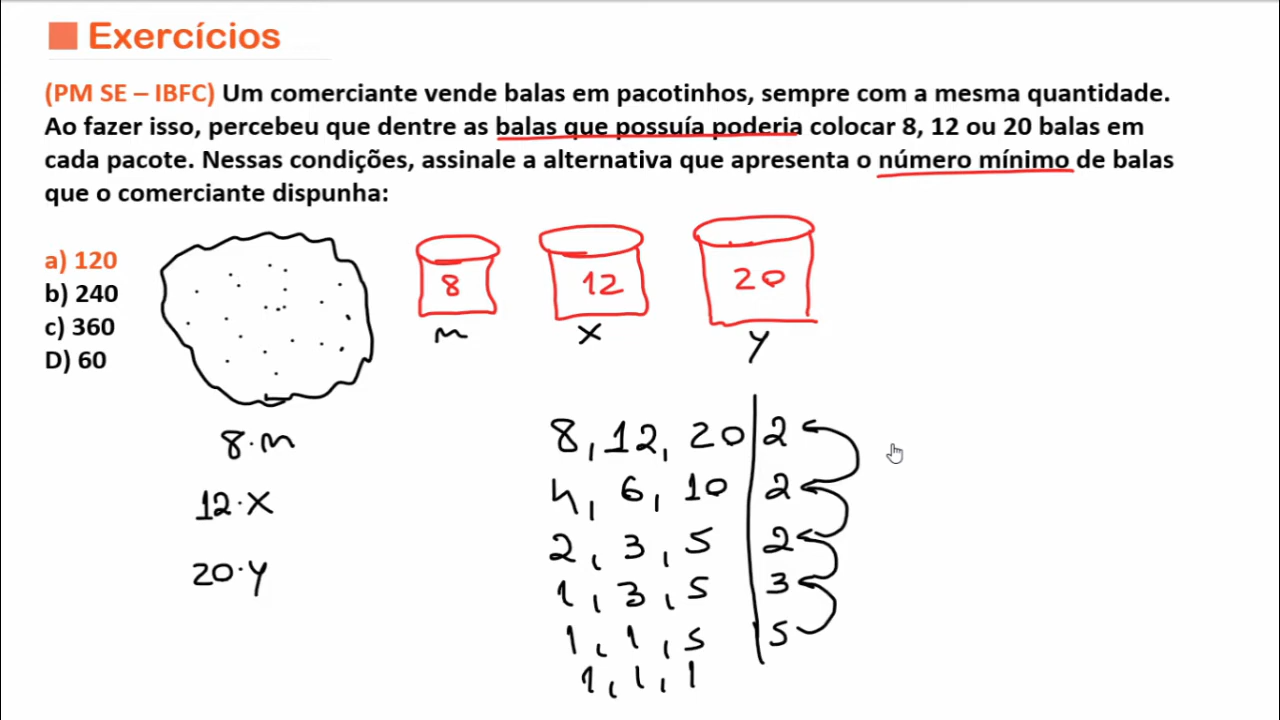 Exercícios
(PM SE – IBFC) Um comerciante vende balas em pacotinhos, sempre com a mesma quantidade.
Ao fazer isso, percebeu que dentre as balas que possuía poderia colocar 8, 12 ou 20 balas em
cada pacote. Nessas condições, assinale a alternativa que apresenta o número mínimo de balas
que o comerciante dispunha:
a) 120
b) 240
c) 360
D) 60
8
12
20
m
x
y
8·m
12·x
20·y
8, 12, 20 | 2
4, 6, 10 | 2
2, 3, 5 | 2
1, 3, 5 | 3
1, 1, 5 | 5
1, 1, 1